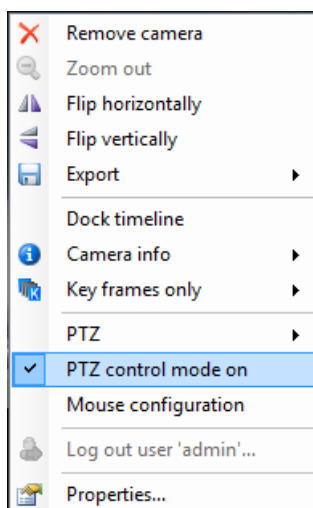 Remove camera
Zoom out
Flip horizontally
Flip vertically
Export
Dock timeline
Camera info
Key frames only
PTZ
PTZ control mode on
Mouse configuration
Log out user 'admin'...
Properties...